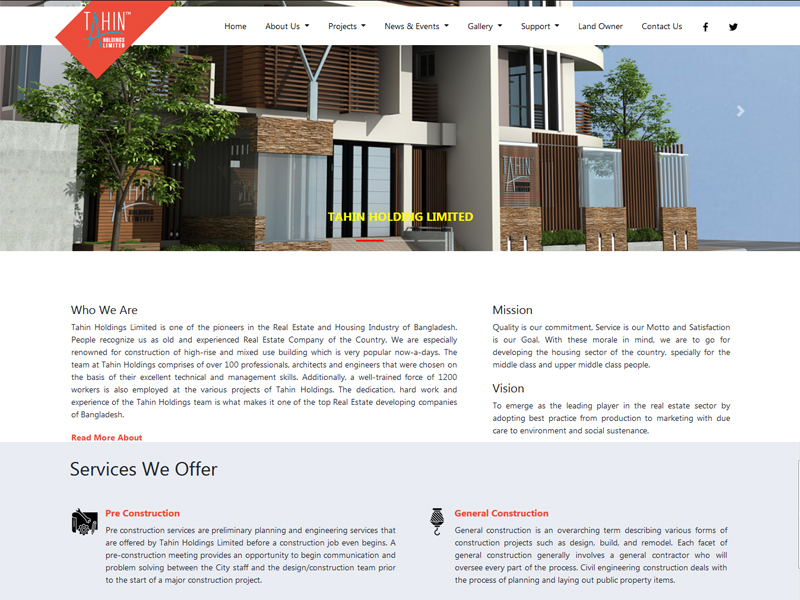 TAHIN™
HOLDINGS
LIMITED
Home About Us Projects News & Events Gallery Support Land Owner Contact Us
TAHIN
HOLDINGS
LIMITED
TAHIN
HOLDINGS
LIMITED
TAHIN HOLDING LIMITED
Who We Are
Tahin Holdings Limited is one of the pioneers in the Real Estate and Housing Industry of Bangladesh.
People recognize us as old and experienced Real Estate Company of the Country. We are especially
renowned for construction of high-rise and mixed use building which is very popular now-a-days. The
team at Tahin Holdings comprises of over 100 professionals, architects and engineers that were chosen on
the basis of their excellent technical and management skills. Additionally, a well-trained force of 1200
workers is also employed at the various projects of Tahin Holdings. The dedication, hard work and
experience of the Tahin Holdings team is what makes it one of the top Real Estate developing companies
of Bangladesh.
Read More About
Mission
Quality is our commitment, Service is our Motto and Satisfaction
is our Goal. With these morale in mind, we are to go for
developing the housing sector of the country, specially for the
middle class and upper middle class people.
Vision
To emerge as the leading player in the real estate sector by
adopting best practice from production to marketing with due
care to environment and social sustenance.
Services We Offer
Pre Construction
Pre construction services are preliminary planning and engineering services that
are offered by Tahin Holdings Limited before a construction job even begins. A
pre-construction meeting provides an opportunity to begin communication and
problem solving between the City staff and the design/construction team prior
to the start of a major construction project.
General Construction
General construction is an overarching term describing various forms of
construction projects such as design, build, and remodel. Each facet of
general construction generally involves a general contractor who will
oversee every part of the process. Civil engineering construction deals with
the process of planning and laying out public property items.